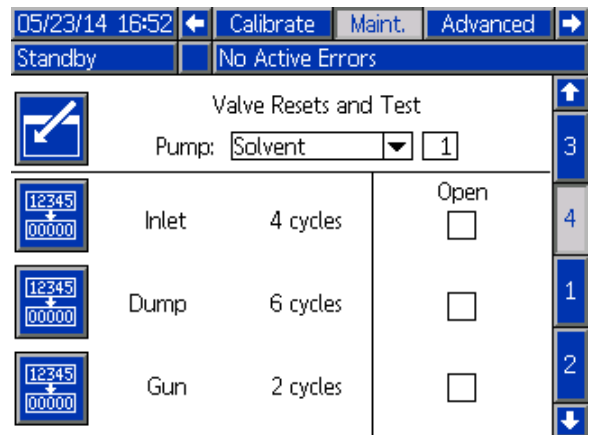 05/23/14 16:52 Calibrate Maint. Advanced
Standby No Active Errors
Valve Resets and Test
Pump: Solvent 1
3
12345
00000
Inlet 4 cycles
Open
4
12345
00000
Dump 6 cycles
1
12345
00000
Gun 2 cycles
2